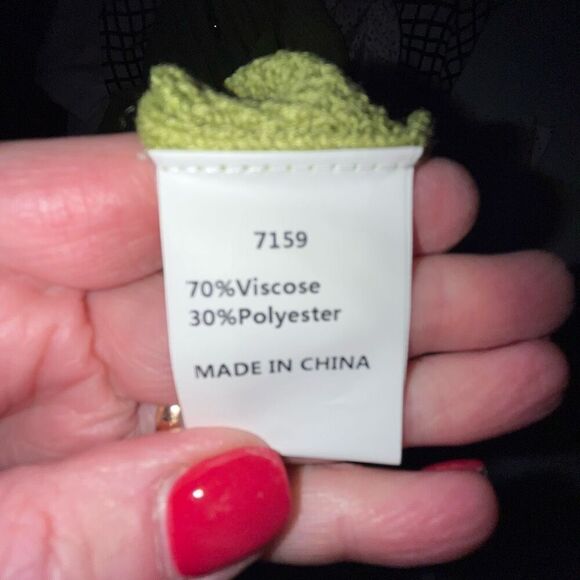 7159
70%Viscose
30%Polyester
MADE IN CHINA